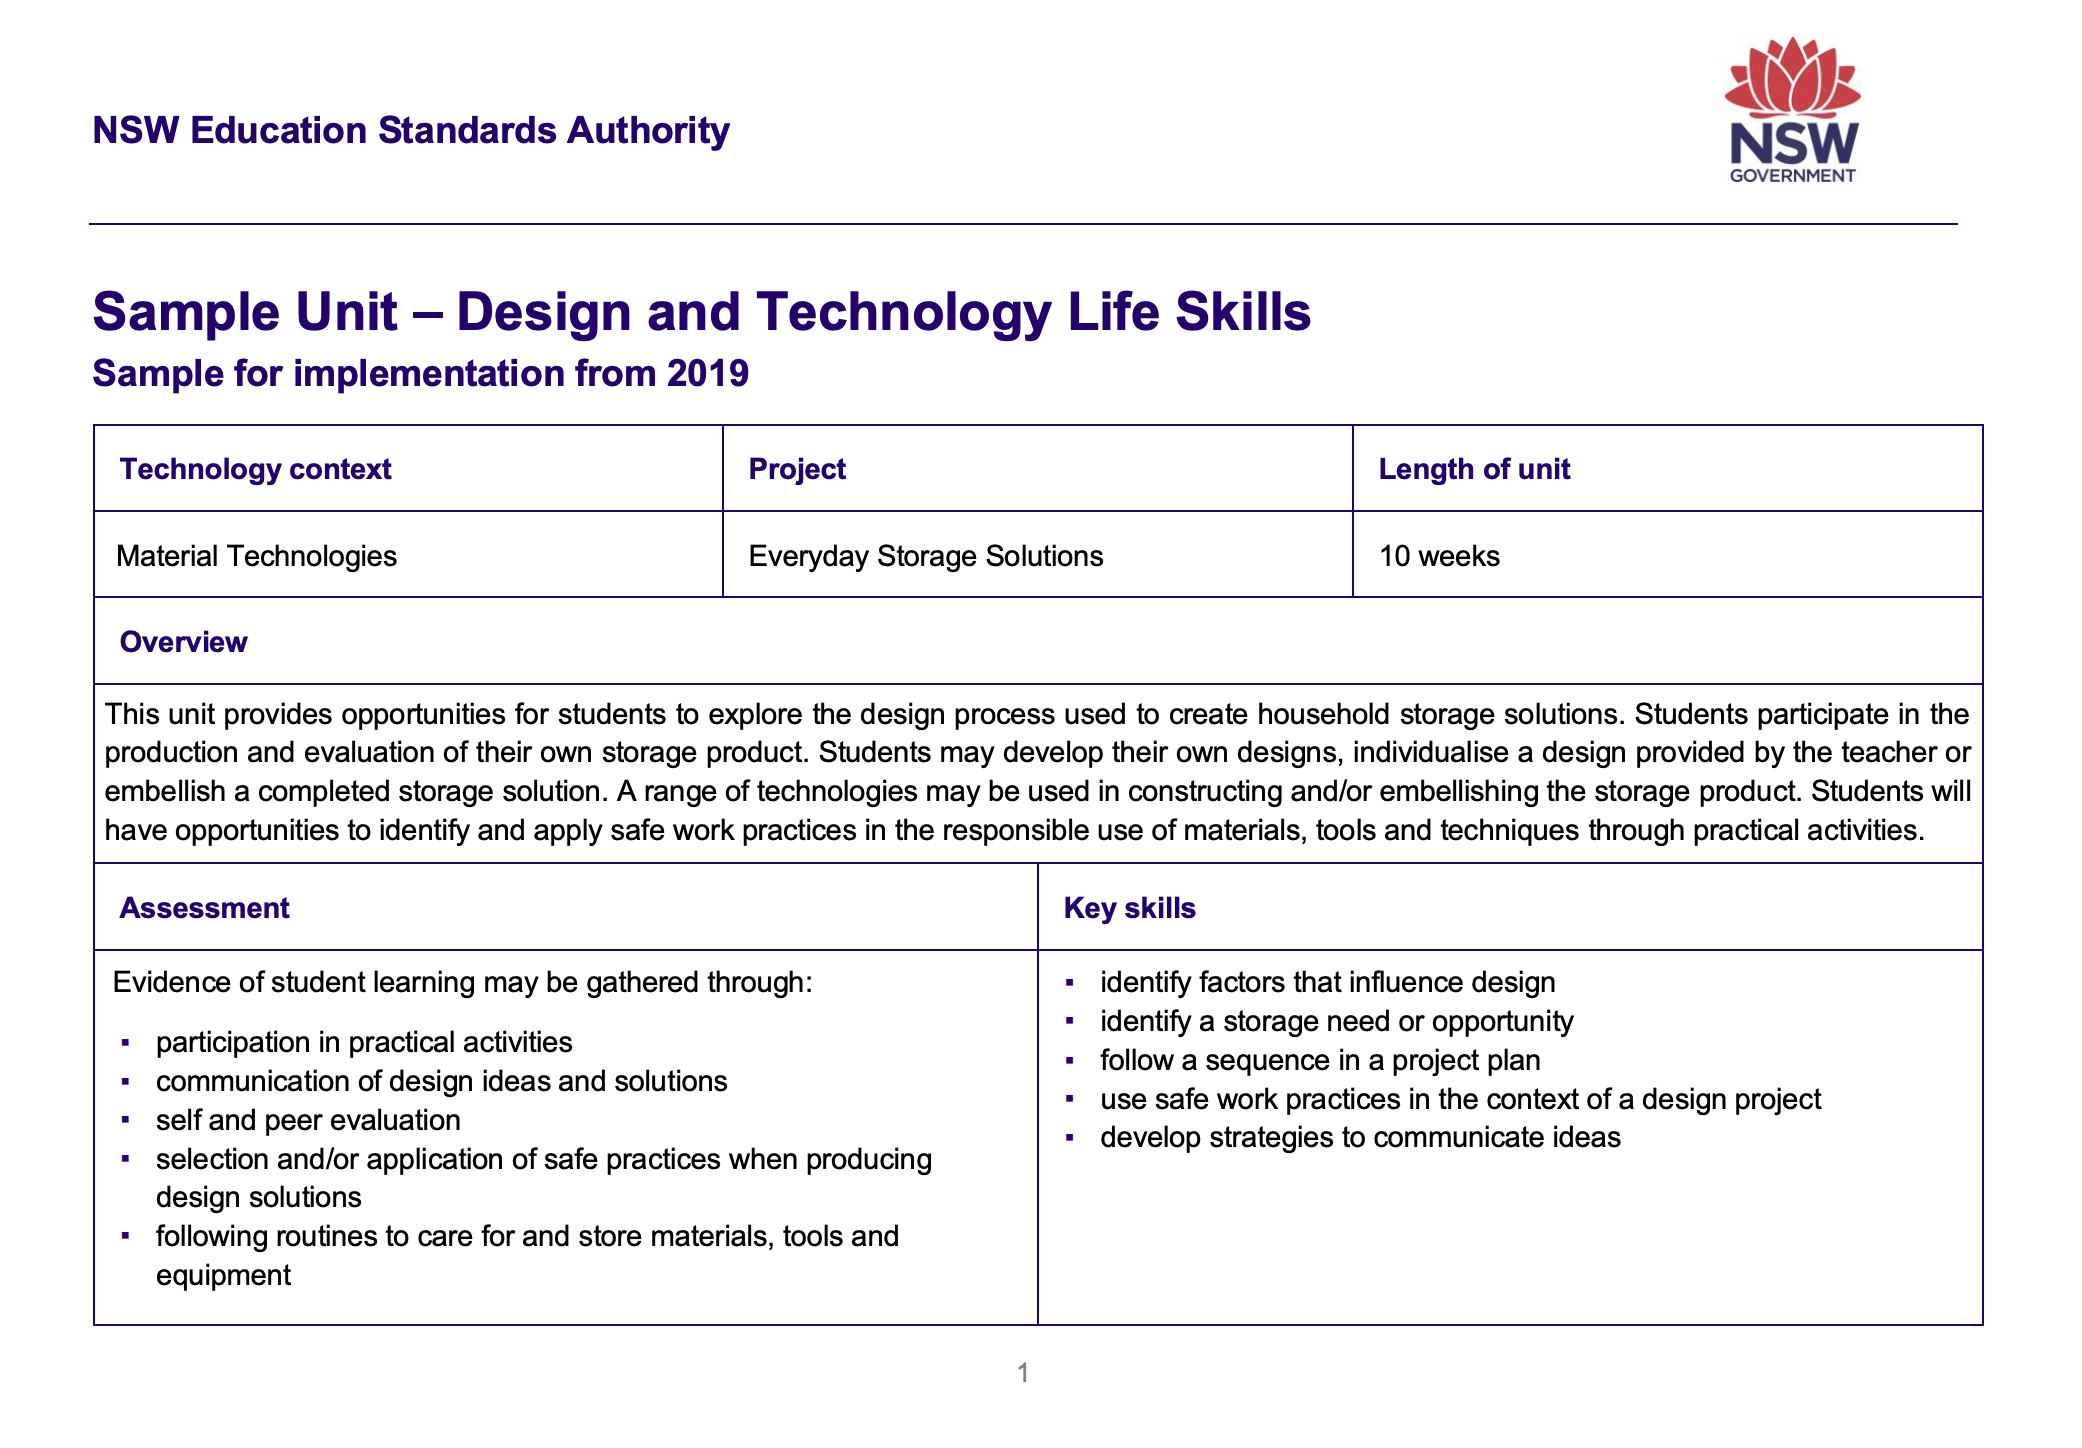 NSW Education Standards Authority
NSW
GOVERNMENT
Sample Unit – Design and Technology Life Skills
Sample for implementation from 2019
Technology context
Project
Length of unit
Material Technologies
Everyday Storage Solutions
10 weeks
Overview
This unit provides opportunities for students to explore the design process used to create household storage solutions. Students participate in the
production and evaluation of their own storage product. Students may develop their own designs, individualise a design provided by the teacher or
embellish a completed storage solution. A range of technologies may be used in constructing and/or embellishing the storage product. Students will
have opportunities to identify and apply safe work practices in the responsible use of materials, tools and techniques through practical activities.
Assessment
Key skills
Evidence of student learning may be gathered through:
▪ participation in practical activities
▪ communication of design ideas and solutions
▪ self and peer evaluation
▪ selection and/or application of safe practices when producing
design solutions
▪ following routines to care for and store materials, tools and
equipment
▪ identify factors that influence design
▪ identify a storage need or opportunity
▪ follow a sequence in a project plan
▪ use safe work practices in the context of a design project
▪ develop strategies to communicate ideas
1